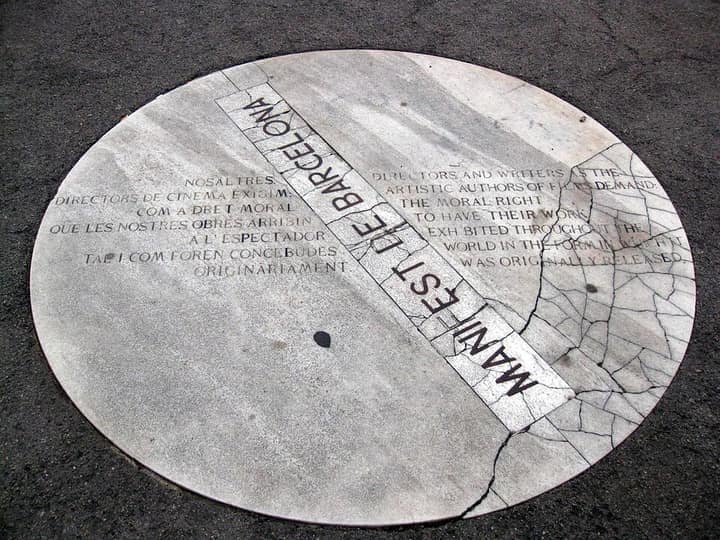 MANIFEST DE BARCELONA
NOSALTRES
DIRECTORS DE CINEMA EXIGIM,
COM A DRET MORAL
QUE LES NOSTRES OBRES ARRIBIN
A L'ESPECTADOR
TAL I COM FOREN CONCEBUDES
ORIGINÀRIAMENT
DIRECTORS AND WRITERS AS THE
ARTISTIC AUTHORS OF FILMS DEMAND.
THE MORAL RIGHT
TO HAVE THEIR WORK
EXHIBITED THROUGHOUT THE
WORLD IN THE FORM IN WHICH IT
WAS ORIGINALLY RELEASED.